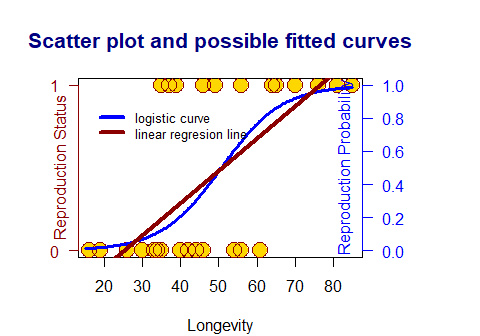 Scatter plot and possible fitted curves
Reproduction Status
1
0
logistic curve
linear regresion line
1.0
0.8
0.6
0.4
0.2
0.0
Reproduction Probability
20 30 40 50 60 70 80
Longevity